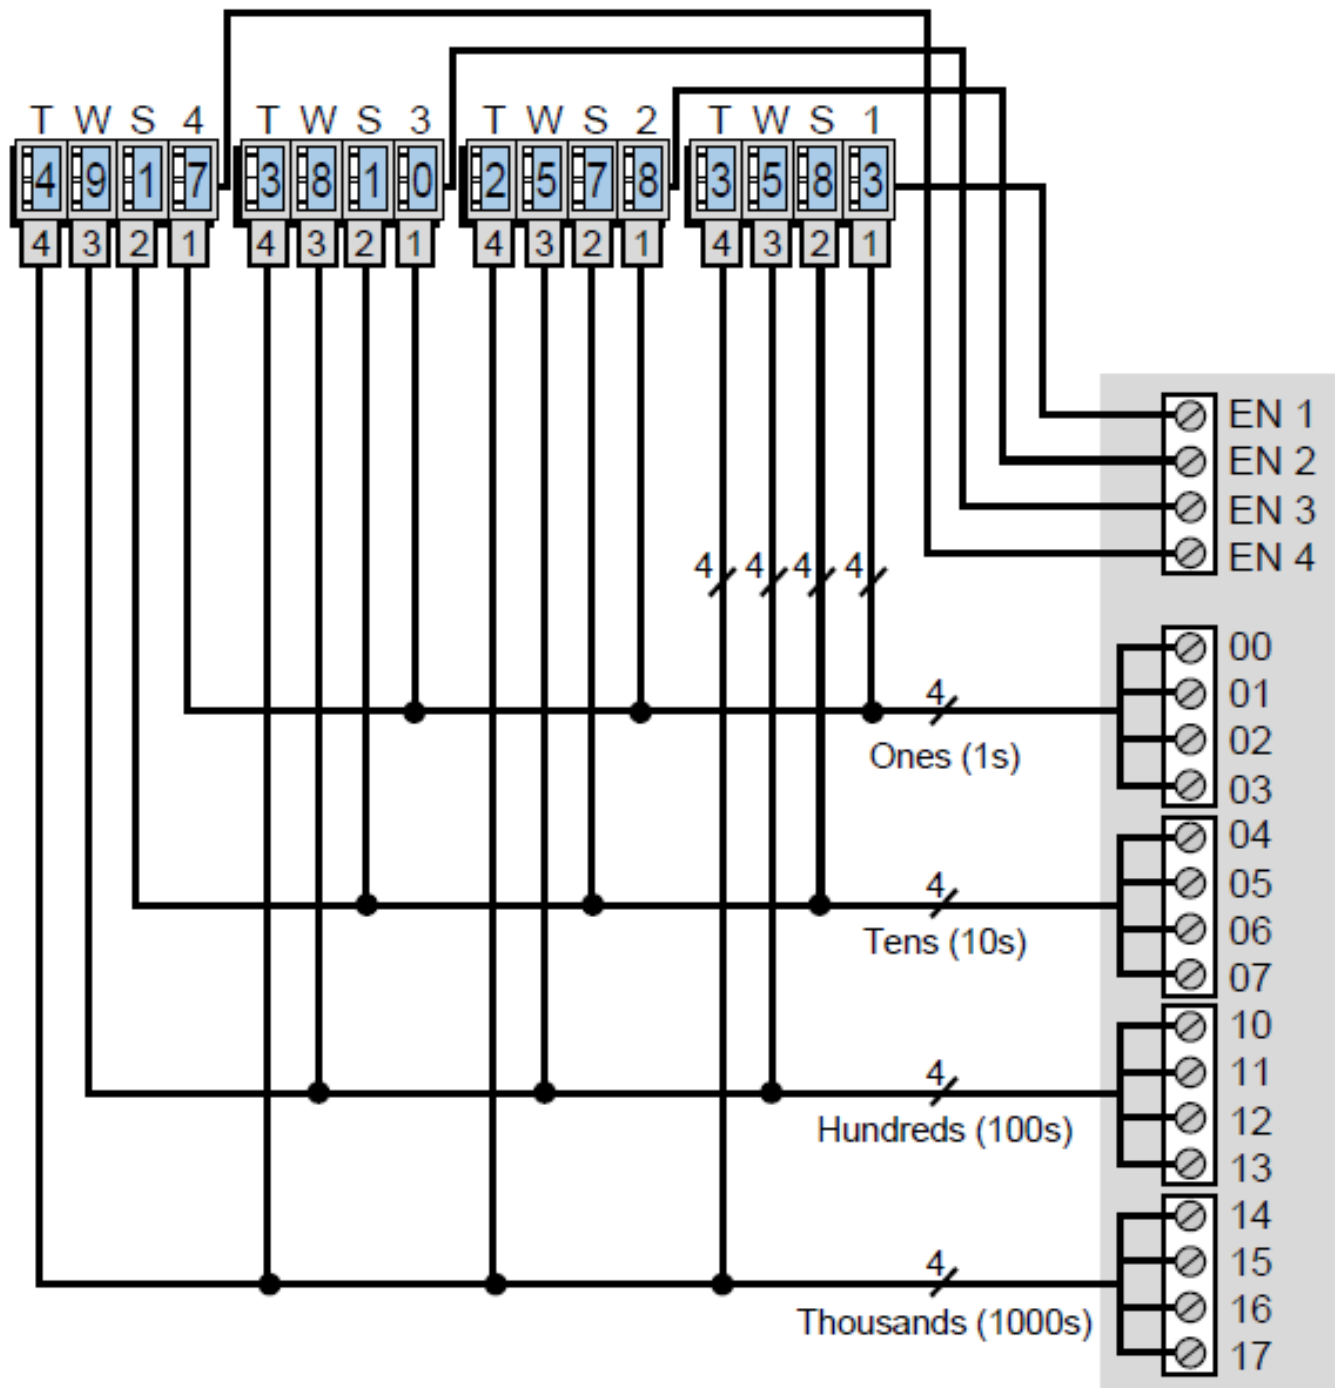 T W S 4 T W S 3 T W S 2 T W S 1
4 9 1 7 3 8 1 0 2 5 7 8 3 5 8 3
4 3 2 1 4 3 2 1 4 3 2 1 4 3 2 1
EN 1
EN 2
EN 3
EN 4
4 4 4 4
00
01
02
03
4
Ones (1s)
04
05
06
07
4
Tens (10s)
10
11
12
13
4
Hundreds (100s)
14
15
16
17
4
Thousands (1000s)